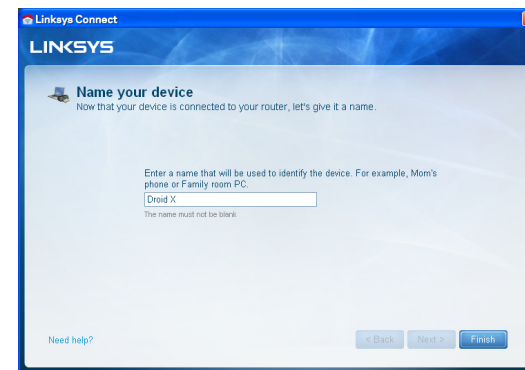 Linksys Connect
LINKSYS
Name your device
Now that your device is connected to your router, let's give it a name.
Enter a name that will be used to identify the device. For example, Mom's
phone or Family room PC.
Droid X
The name must not be blank
Need help?
< Back
Next >
Finish